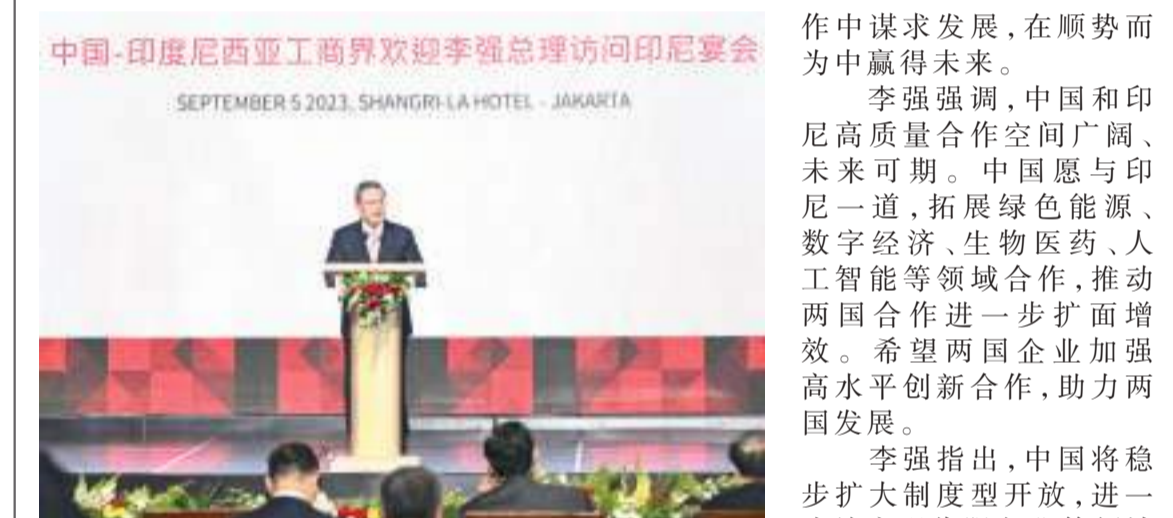 中国-印度尼西亚工商界欢迎李强总理访问印尼宴会
SEPTEMBER 5 2023, SHANGRI-LA HOTEL - JAKARTA
作中谋求发展,在顺势而
为中赢得未来。
李强强调,中国和印
尼高质量合作空间广阔、
未来可期。中国愿与印
尼一道,拓展绿色能源、
数字经济、生物医药、人
工智能等领域合作,推动
两国合作进一步扩面增
效。希望两国企业加强
高水平创新合作,助力两
国发展。
李强指出,中国将稳
步扩大制度型开放,进一